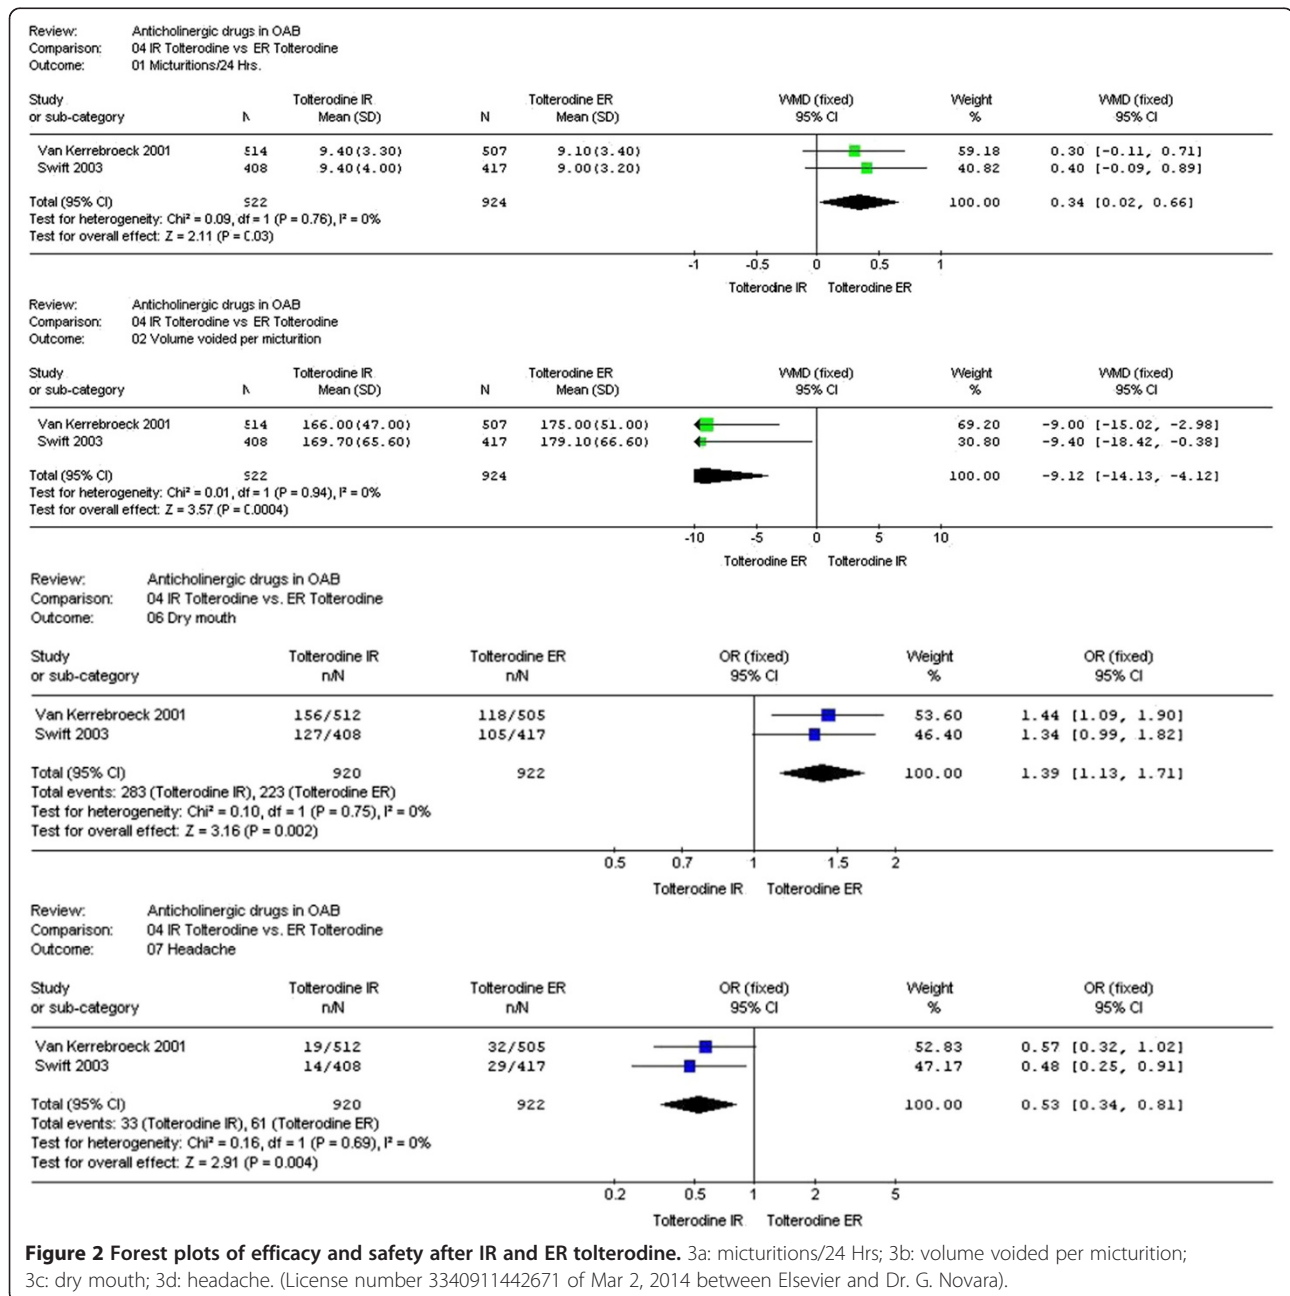 Review: Anticholinergic drugs in OAB
Comparison: 04 IR Tolterodine vs ER Tolterodine
Outcome: 01 Micturitions/24 Hrs.
Study Tolterodine IR Tolterodine ER WMD (fixed) Weight WMD (fixed)
or sub-category N Mean (SD) N Mean (SD) 95% CI % 95% CI
Van Kerrebroeck 2001 514 9.40(3.30) 507 9.10(3.40) 59.18 0.30 [-0.11, 0.71]
Swift 2003 408 9.40(4.00) 417 9.00(3.20) 40.82 0.40 [-0.09, 0.89]
Total (95% CI) 922 924 100.00 0.34 [0.02, 0.66]
Test for heterogeneity: Chi² = 0.09, df = 1 (P = 0.76), I² = 0%
Test for overall effect: Z = 2.11 (P = 0.03)
-1 -0.5 0 0.5 1
Tolterodine IR Tolterodine ER
Review: Anticholinergic drugs in OAB
Comparison: 04 IR Tolterodine vs ER Tolterodine
Outcome: 02 Volume voided per micturition
Study Tolterodine IR Tolterodine ER WMD (fixed) Weight WMD (fixed)
or sub-category N Mean (SD) N Mean (SD) 95% CI % 95% CI
Van Kerrebroeck 2001 514 166.00(47.00) 507 175.00(51.00) 69.20 -9.00 [-15.02, -2.98]
Swift 2003 408 169.70(65.60) 417 179.10(66.60) 30.80 -9.40 [-18.42, -0.38]
Total (95% CI) 922 924 100.00 -9.12 [-14.13, -4.12]
Test for heterogeneity: Chi² = 0.01, df = 1 (P = 0.94), I² = 0%
Test for overall effect: Z = 3.57 (P = 0.0004)
-10 -5 0 5 10
Tolterodine ER Tolterodine IR
Review: Anticholinergic drugs in OAB
Comparison: 04 IR Tolterodine vs. ER Tolterodine
Outcome: 06 Dry mouth
Study Tolterodine IR Tolterodine ER OR (fixed) Weight OR (fixed)
or sub-category n/N n/N 95% CI % 95% CI
Van Kerrebroeck 2001 156/512 118/505 53.60 1.44 [1.09, 1.90]
Swift 2003 127/408 105/417 46.40 1.34 [0.99, 1.82]
Total (95% CI) 920 922 100.00 1.39 [1.13, 1.71]
Total events: 283 (Tolterodine IR), 223 (Tolterodine ER)
Test for heterogeneity: Chi² = 0.10, df = 1 (P = 0.75), I² = 0%
Test for overall effect: Z = 3.16 (P = 0.002)
0.5 0.7 1 1.5 2
Tolterodine IR Tolterodine ER
Review: Anticholinergic drugs in OAB
Comparison: 04 IR Tolterodine vs. ER Tolterodine
Outcome: 07 Headache
Study Tolterodine IR Tolterodine ER OR (fixed) Weight OR (fixed)
or sub-category n/N n/N 95% CI % 95% CI
Van Kerrebroeck 2001 19/512 32/505 52.83 0.57 [0.32, 1.02]
Swift 2003 14/408 29/417 47.17 0.48 [0.25, 0.91]
Total (95% CI) 920 922 100.00 0.53 [0.34, 0.81]
Total events: 33 (Tolterodine IR), 61 (Tolterodine ER)
Test for heterogeneity: Chi² = 0.16, df = 1 (P = 0.69), I² = 0%
Test for overall effect: Z = 2.91 (P = 0.004)
0.2 0.5 1 2 5
Tolterodine IR Tolterodine ER
Figure 2 Forest plots of efficacy and safety after IR and ER tolterodine. 3a: micturitions/24 Hrs; 3b: volume voided per micturition;
3c: dry mouth; 3d: headache. (License number 3340911442671 of Mar 2, 2014 between Elsevier and Dr. G. Novara).